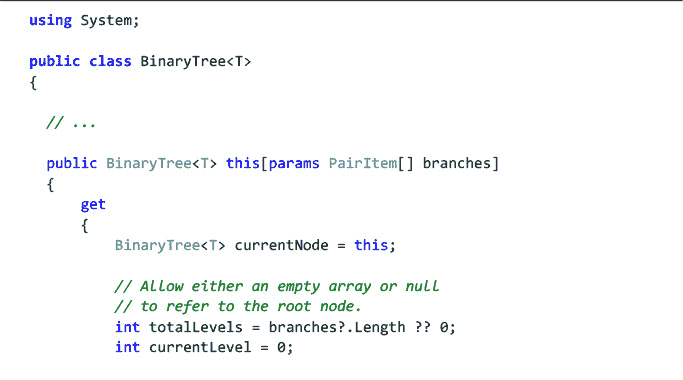 using System;
public class BinaryTree<T>
{
// ...
public BinaryTree<T> this[params PairItem[] branches]
{
get
{
BinaryTree<T> currentNode = this;
// Allow either an empty array or null
// to refer to the root node.
int totalLevels = branches?.Length ?? 0;
int currentLevel = 0;